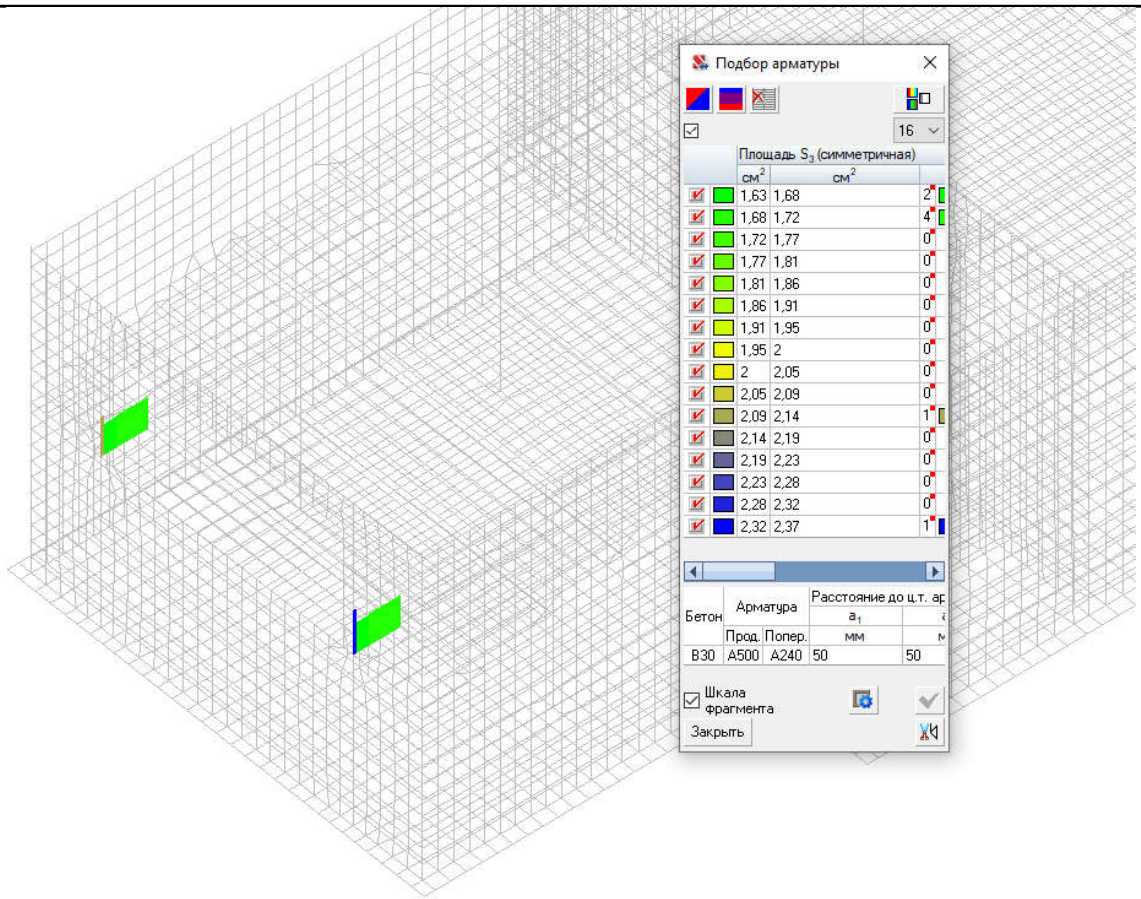 Подбор арматуры
16
Площадь S3 (симметричная)
см2 см2
1,63 1,68 2
1,68 1,72 4
1,72 1,77 0
1,77 1,81 0
1,81 1,86 0
1,86 1,91 0
1,91 1,95 0
1,95 2 0
2 2,05 0
2,05 2,09 0
2,09 2,14 1
2,14 2,19 0
2,19 2,23 0
2,23 2,28 0
2,28 2,32 0
2,32 2,37 1
Бетон Арматура Расстояние до ц.т. ар
a1
Прод. Попер. мм
B30 A500 A240 50 50
Шкала
фрагмента
Закрыть